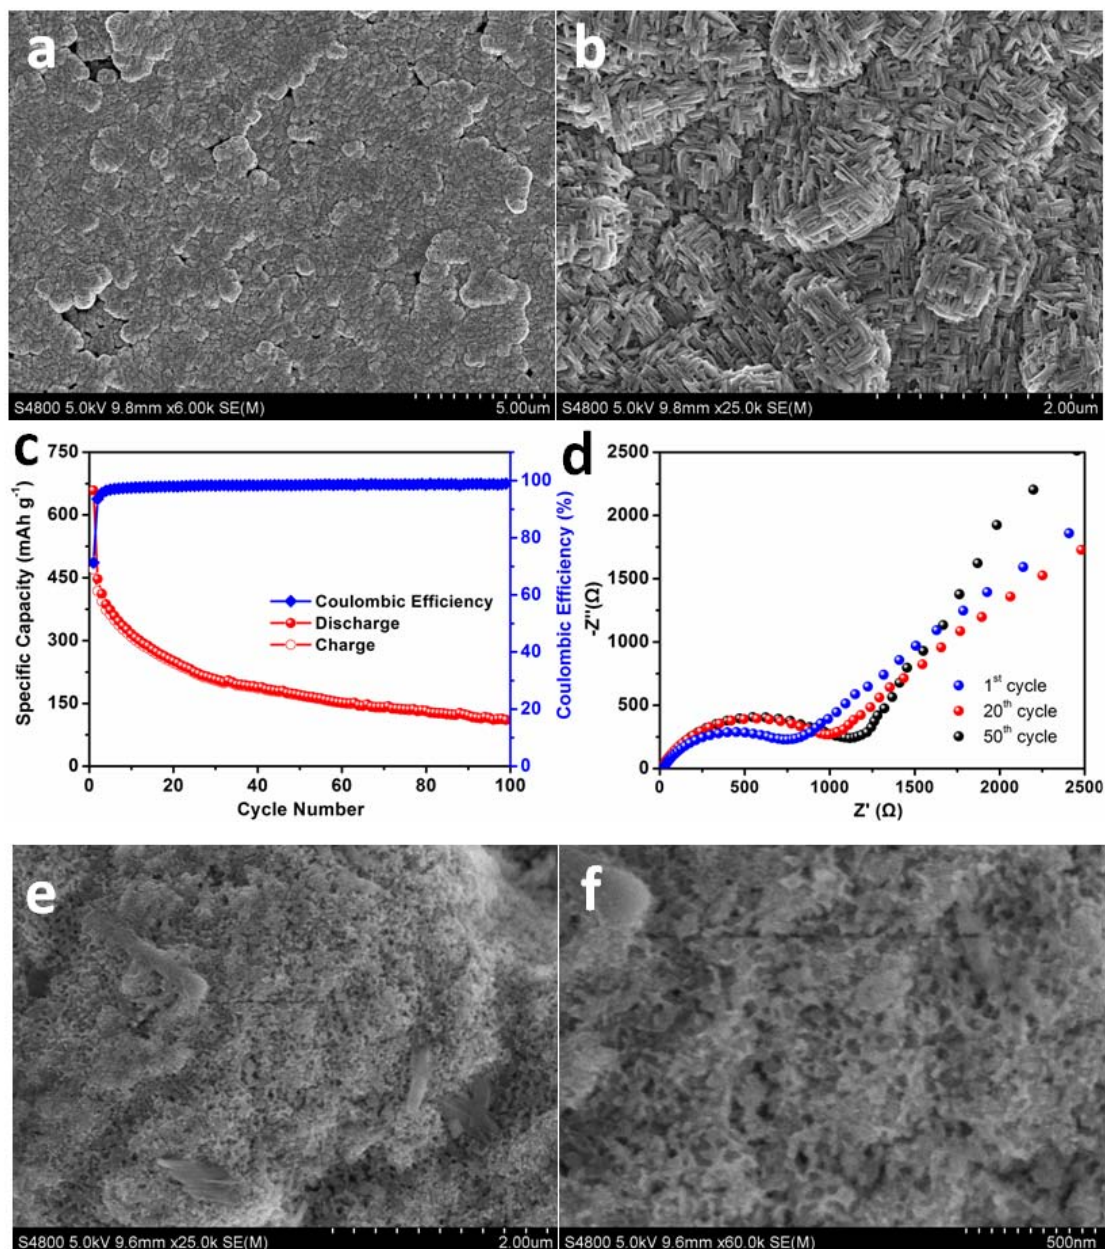 a
b
S4800 5.0kV 9.8mm x6.00k SE(M)
5.00um
S4800 5.0kV 9.8mm x25.0k SE(M)
2.00um
c
750
600
450
300
150
0
Specific Capacity (mAh g⁻¹)
100
80
60
40
20
0
Coulombic Efficiency (%)
Coulombic Efficiency
Discharge
Charge
0 20 40 60 80 100
Cycle Number
d
2500
2000
1500
1000
500
0
-Z''(Ω)
1ˢᵗ cycle
20ᵗʰ cycle
50ᵗʰ cycle
0 500 1000 1500 2000 2500
Z' (Ω)
e
f
S4800 5.0kV 9.6mm x25.0k SE(M)
2.00um
S4800 5.0kV 9.6mm x60.0k SE(M)
500nm